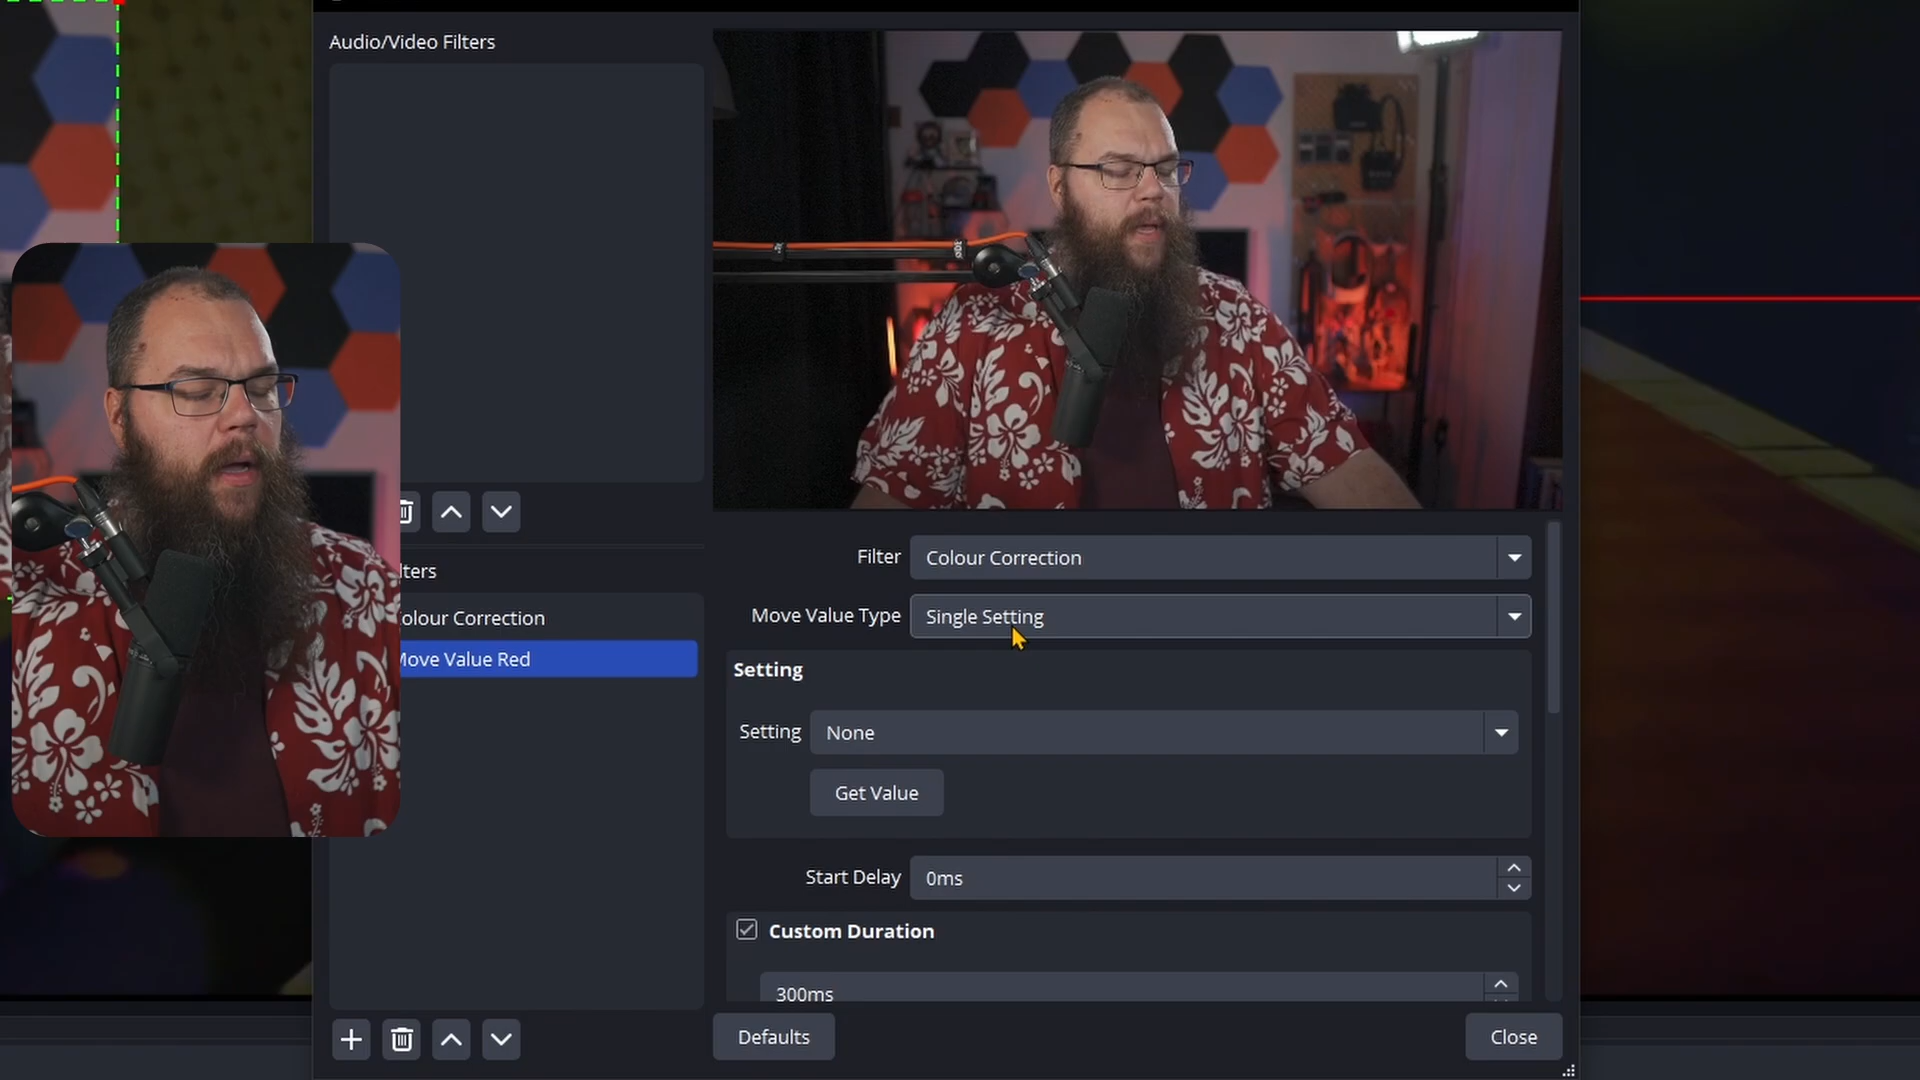 Audio/Video Filters
lters
olour Correction
Move Value Red
Filter
Colour Correction
Move Value Type
Single Setting
Setting
Setting
None
Get Value
Start Delay
0ms
Custom Duration
300ms
Defaults
Close